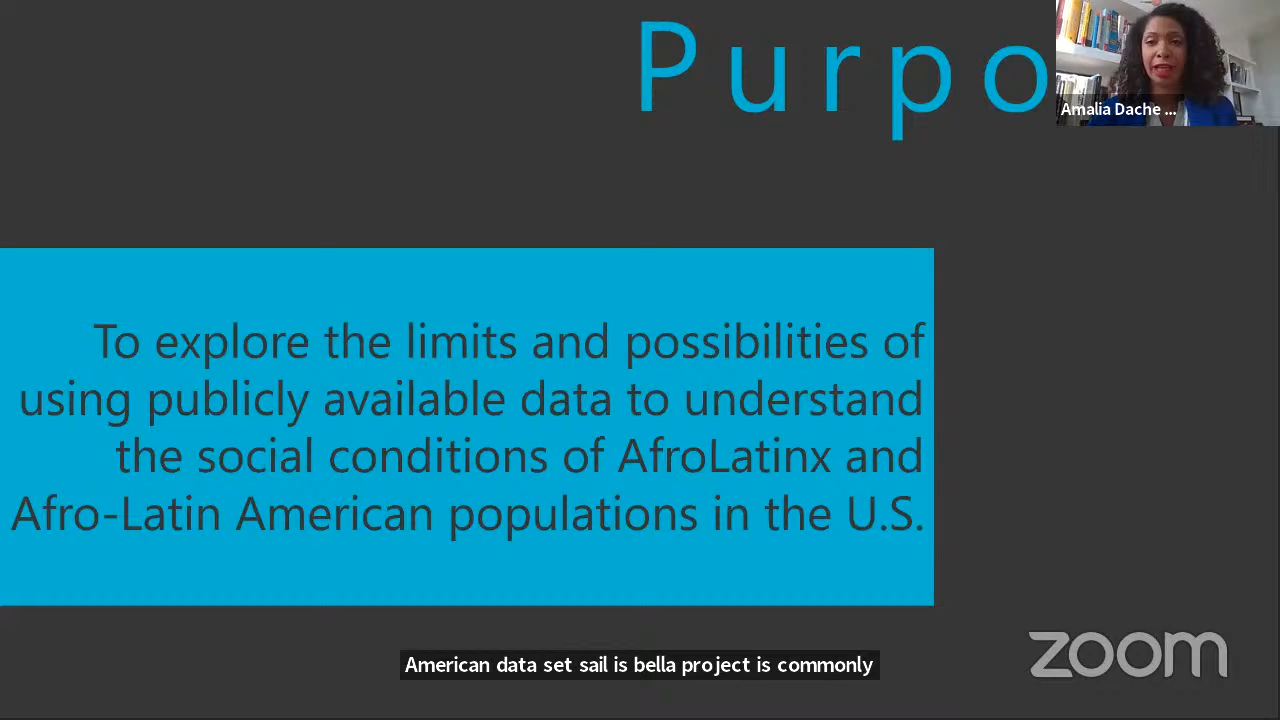 Purpo
Amalia Dache ...
To explore the limits and possibilities of
using publicly available data to understand
the social conditions of AfroLatinx and
Afro-Latin American populations in the U.S.
American data set sail is bella project is commonly
zoom